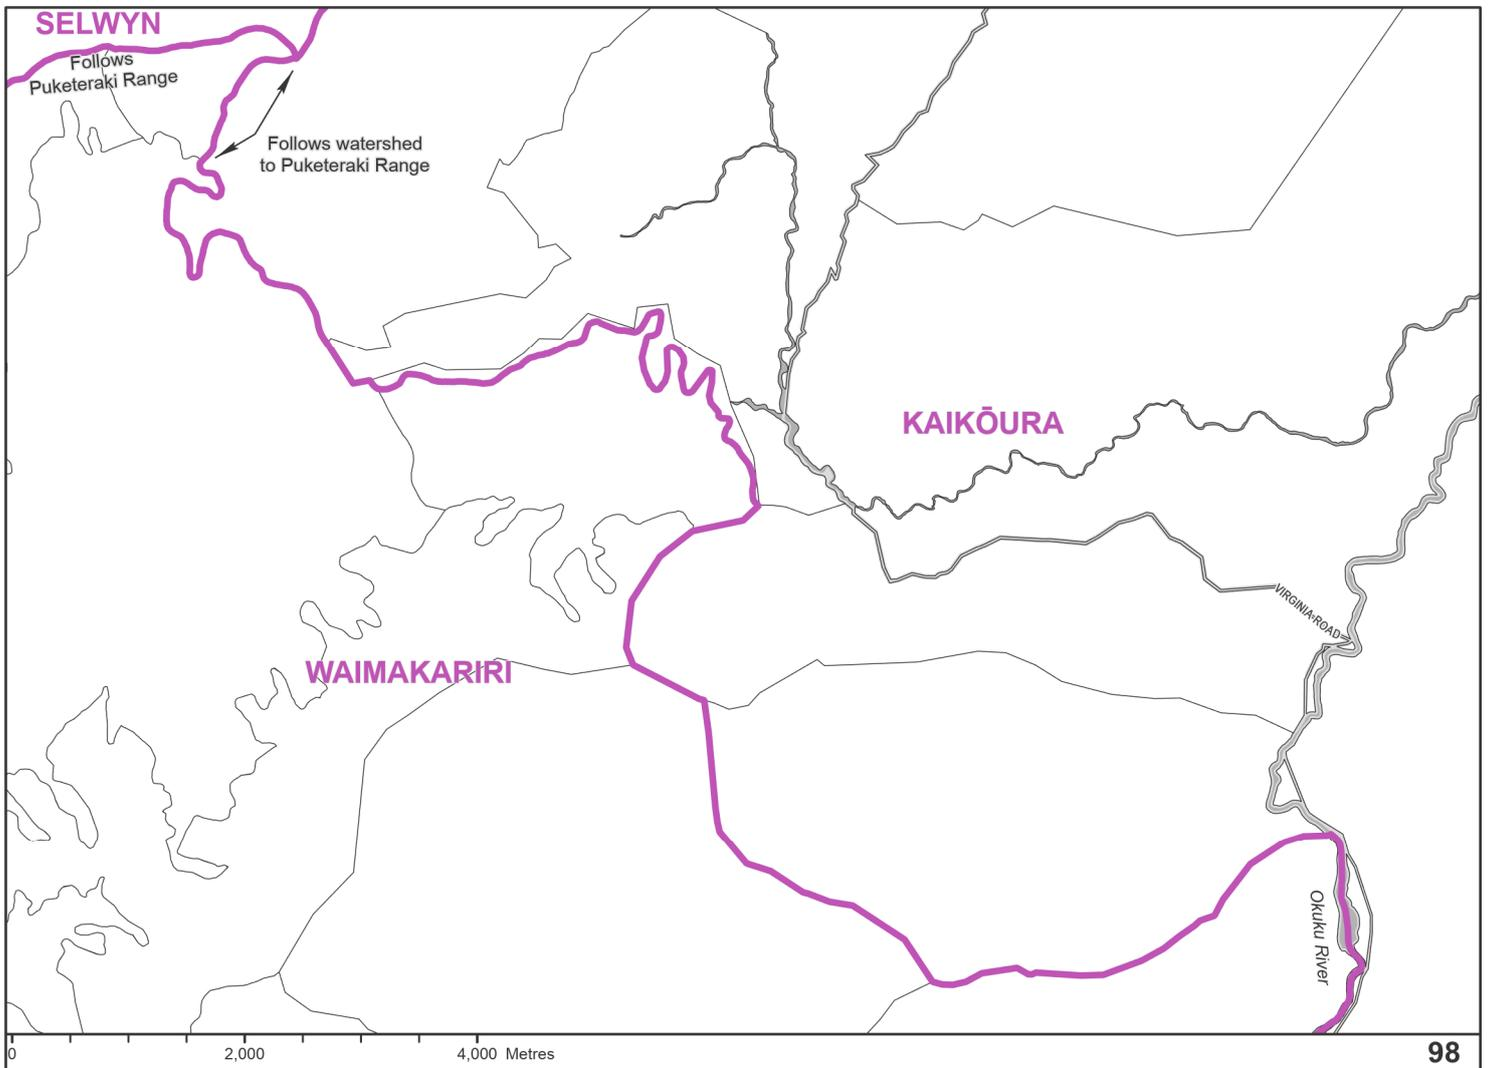 SELWYN
Follows
Puketeraki Range
Follows watershed
to Puketeraki Range
KAIKŌURA
VIRGINIA ROAD
WAIMAKARIRI
Okuku River
0 2,000 4,000 Metres
98